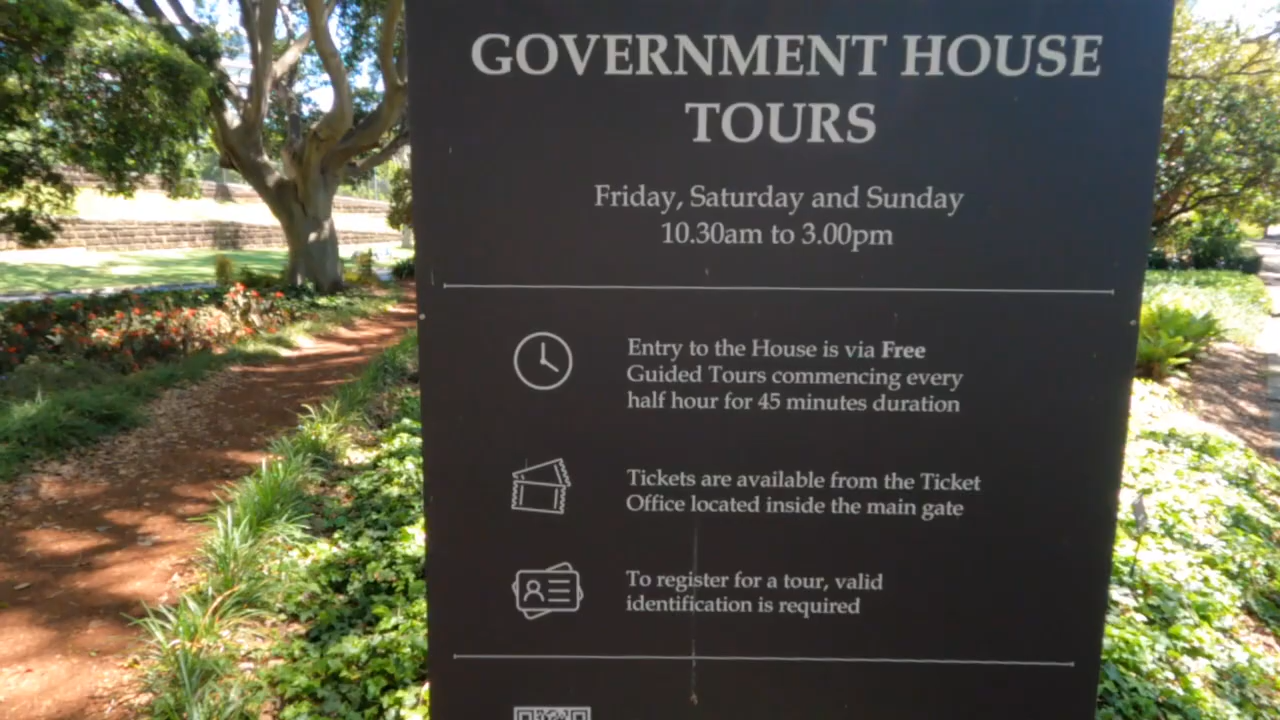 GOVERNMENT HOUSE
TOURS
Friday, Saturday and Sunday
10.30am to 3.00pm
Entry to the House is via Free
Guided Tours commencing every
half hour for 45 minutes duration
Tickets are available from the Ticket
Office located inside the main gate
To register for a tour, valid
identification is required